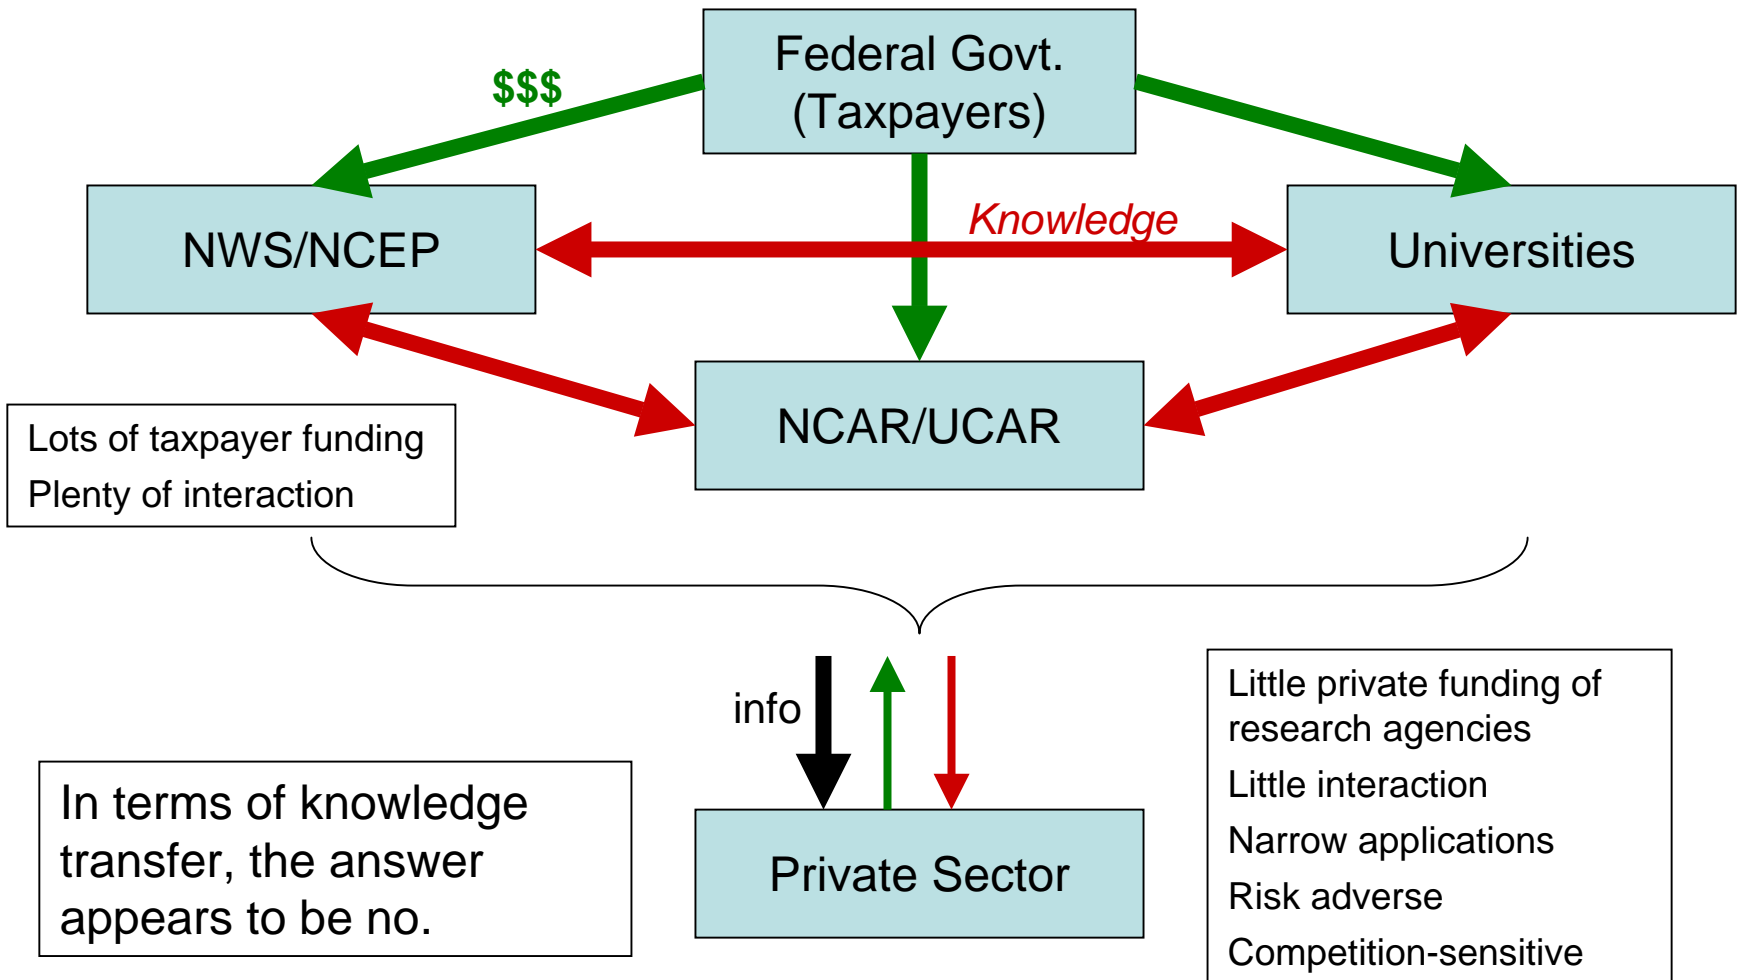 Federal Govt.
(Taxpayers)
$$$
NWS/NCEP
Knowledge
Universities
NCAR/UCAR
Lots of taxpayer funding
Plenty of interaction
info
Private Sector
In terms of knowledge
transfer, the answer
appears to be no.
Little private funding of
research agencies
Little interaction
Narrow applications
Risk adverse
Competition-sensitive